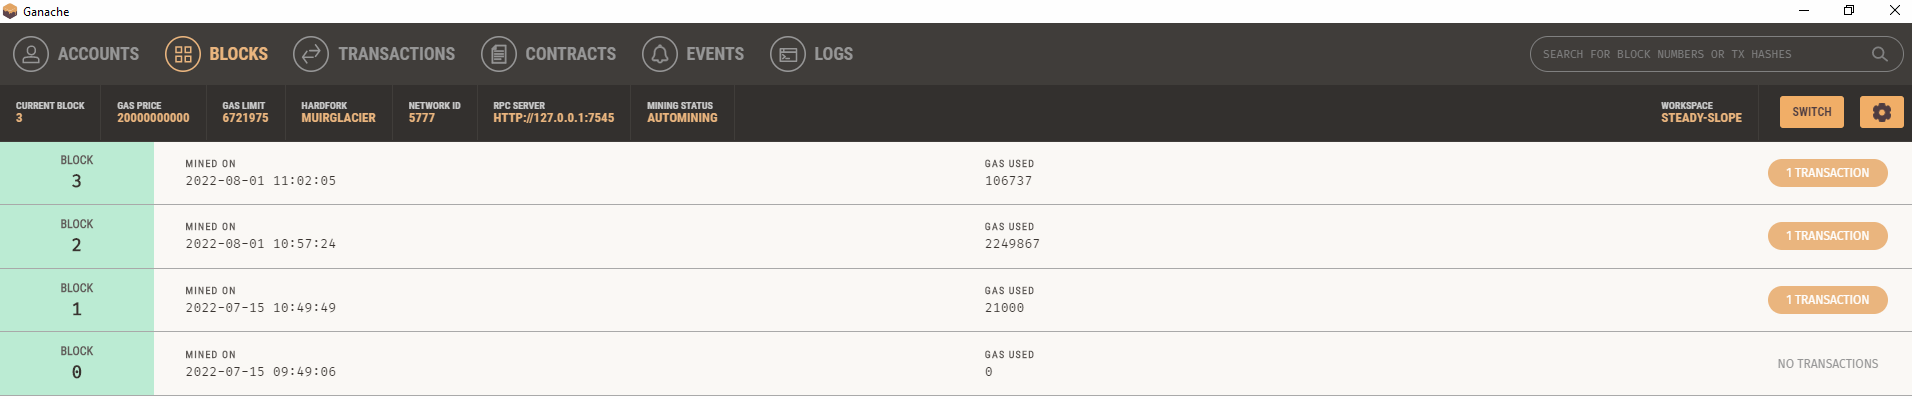 Ganache
ACCOUNTS BLOCKS TRANSACTIONS CONTRACTS EVENTS LOGS SEARCH FOR BLOCK NUMBERS OR TX HASHES
CURRENT BLOCK GAS PRICE GAS LIMIT HARDFORK NETWORK ID RPC SERVER MINING STATUS WORKSPACE
3 20000000000 6721975 MUIRGLACIER 5777 HTTP://127.0.0.1:7545 AUTOMINING STEADY-SLOPE SWITCH
BLOCK MINED ON GAS USED
3 2022-08-01 11:02:05 106737 1 TRANSACTION
BLOCK MINED ON GAS USED
2 2022-08-01 10:57:24 2249867 1 TRANSACTION
BLOCK MINED ON GAS USED
1 2022-07-15 10:49:49 21000 1 TRANSACTION
BLOCK MINED ON GAS USED
0 2022-07-15 09:49:06 0 NO TRANSACTIONS